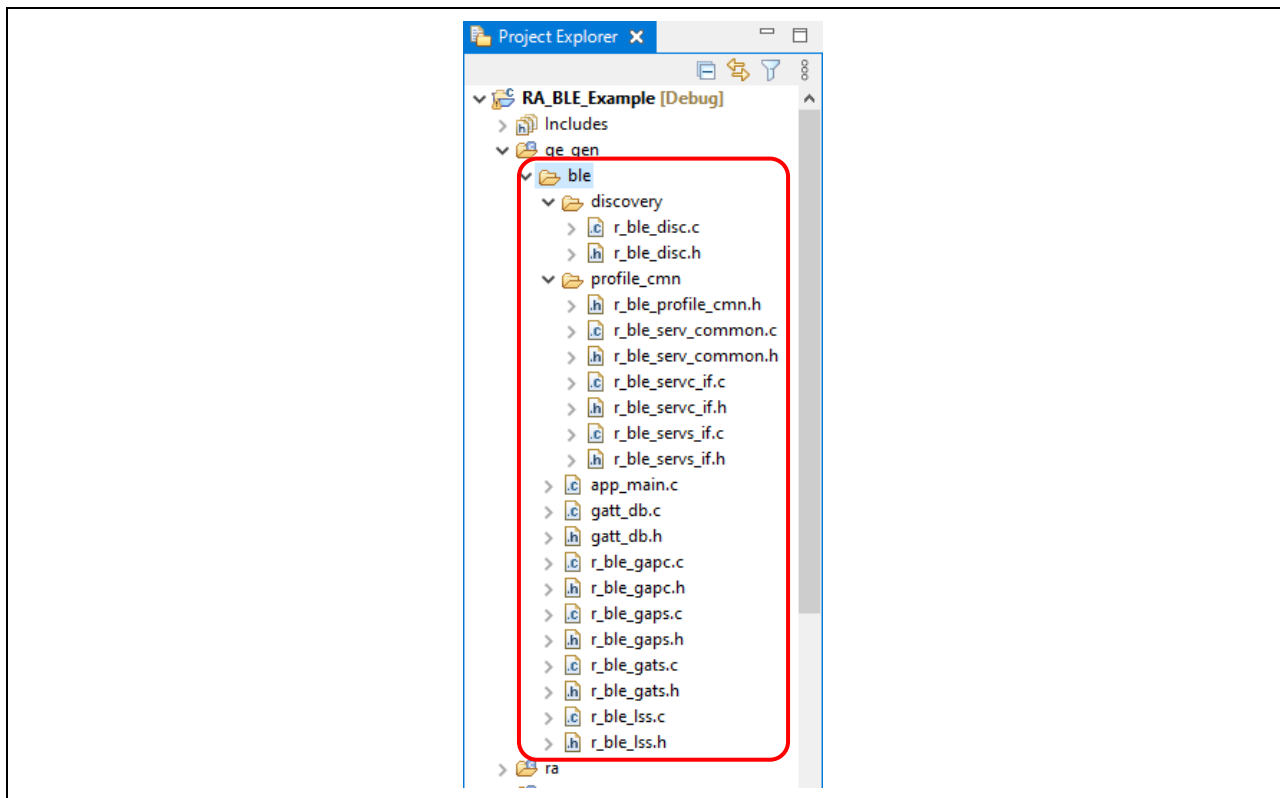 Project Explorer
RA_BLE_Example [Debug]
Includes
qe_gen
ble
discovery
r_ble_disc.c
r_ble_disc.h
profile_cmn
r_ble_profile_cmn.h
r_ble_serv_common.c
r_ble_serv_common.h
r_ble_servc_if.c
r_ble_servc_if.h
r_ble_servs_if.c
r_ble_servs_if.h
app_main.c
gatt_db.c
gatt_db.h
r_ble_gapc.c
r_ble_gapc.h
r_ble_gaps.c
r_ble_gaps.h
r_ble_gats.c
r_ble_gats.h
r_ble_lss.c
r_ble_lss.h
ra